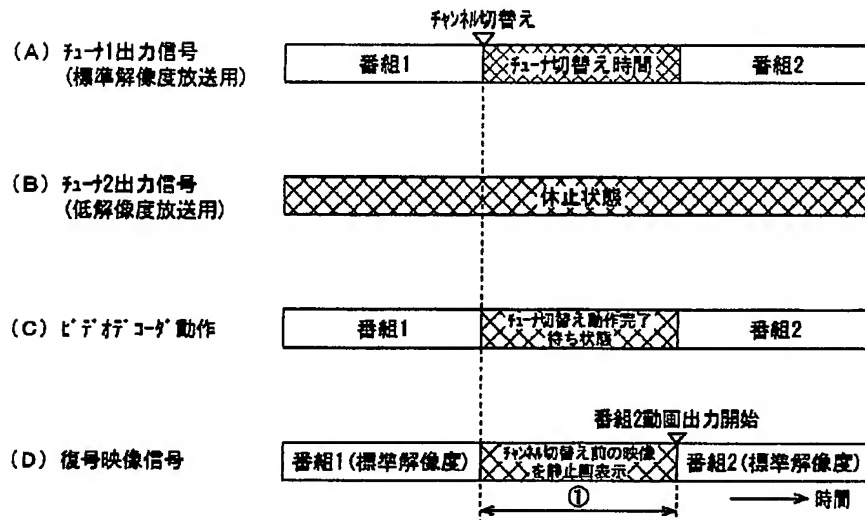 チャンネル切替え
(A) チューナ1出力信号
(標準解像度放送用)
番組1
チューナ切替え時間
番組2
(B) チューナ2出力信号
(低解像度放送用)
休止状態
(C) ビデオデコーダ動作
番組1
チューナ切替え動作完了
待ち状態
番組2
番組2動画出力開始
(D) 復号映像信号
番組1(標準解像度)
チャンネル切替え前の映像
を静止画表示
番組2(標準解像度)
①
時間